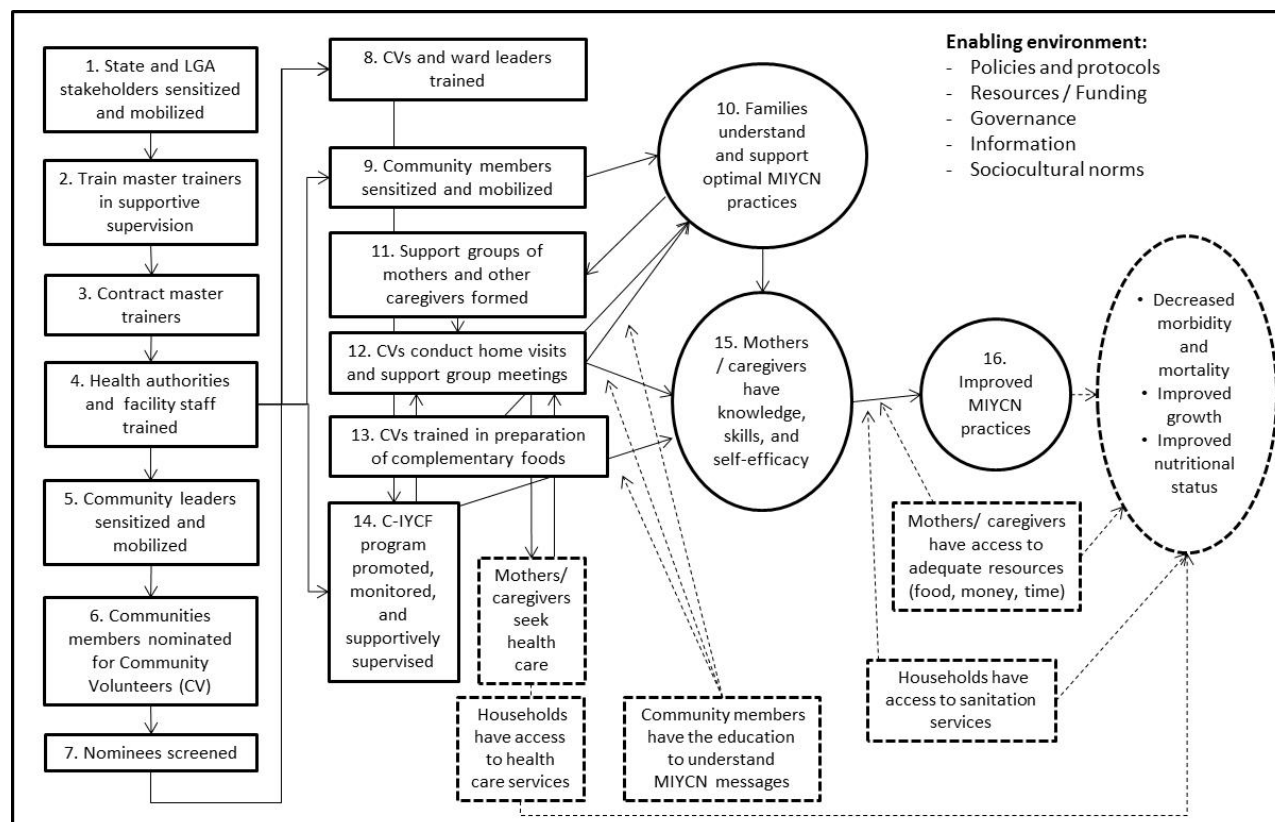 1. State and LGA
stakeholders sensitized
and mobilized
2. Train master trainers
in supportive
supervision
3. Contract master
trainers
4. Health authorities
and facility staff
trained
5. Community leaders
sensitized and
mobilized
6. Communities
members nominated
for Community
Volunteers (CV)
7. Nominees screened
8. CVs and ward leaders
trained
9. Community members
sensitized and mobilized
11. Support groups of
mothers and other
caregivers formed
12. CVs conduct home visits
and support group meetings
13. CVs trained in preparation
of complementary foods
14. C-IYCF
program
promoted,
monitored,
and
supportively
supervised
Mothers/
caregivers
seek
health
care
Households
have access
to health
care services
10. Families
understand
and support
optimal MIYCN
practices
15. Mothers
/ caregivers
have
knowledge,
skills, and
self-efficacy
Community members
have the education
to understand
MIYCN messages
16.
Improved
MIYCN
practices
Mothers/ caregivers
have access to
adequate resources
(food, money, time)
Households have
access to sanitation
services
Enabling environment:
- Policies and protocols
- Resources / Funding
- Governance
- Information
- Sociocultural norms
• Decreased
morbidity
and
mortality
• Improved
growth
• Improved
nutritional
status